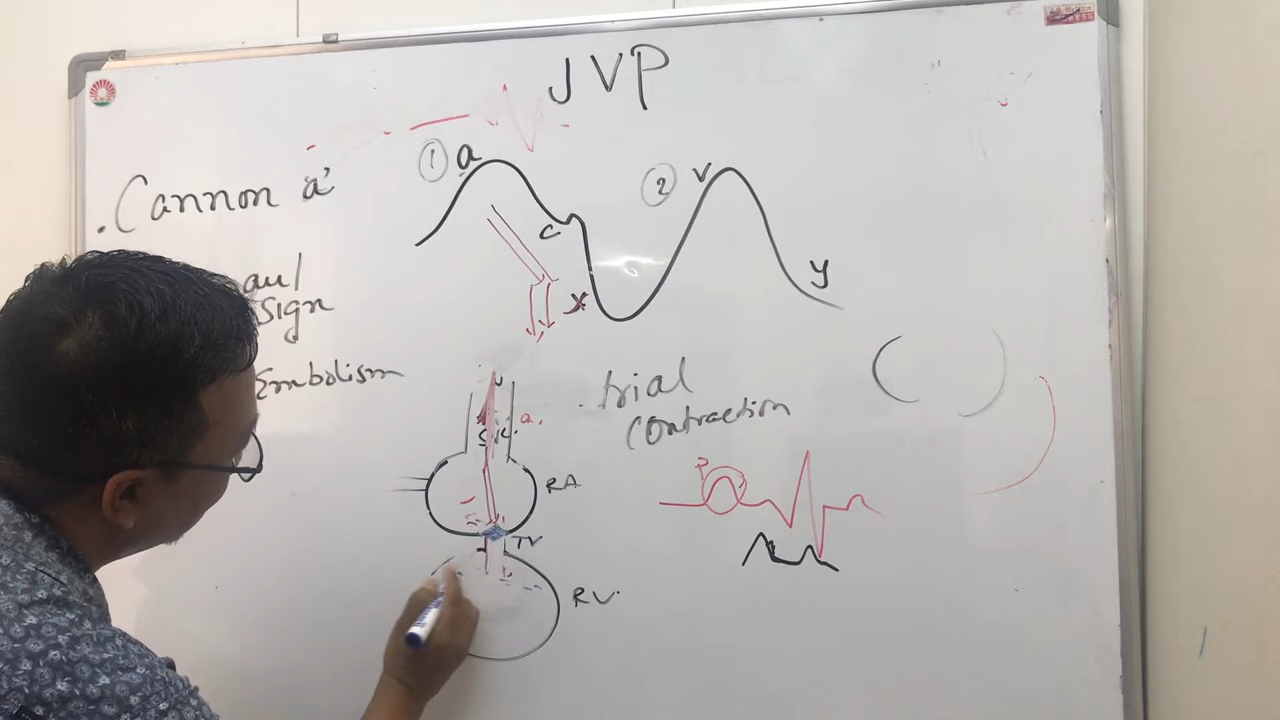 JVP
① a
② v
. Cannon 'a'
c
y
x
Sign
Embolism
trial
contraction
SVC.
a.
RA
P
TV
RV.